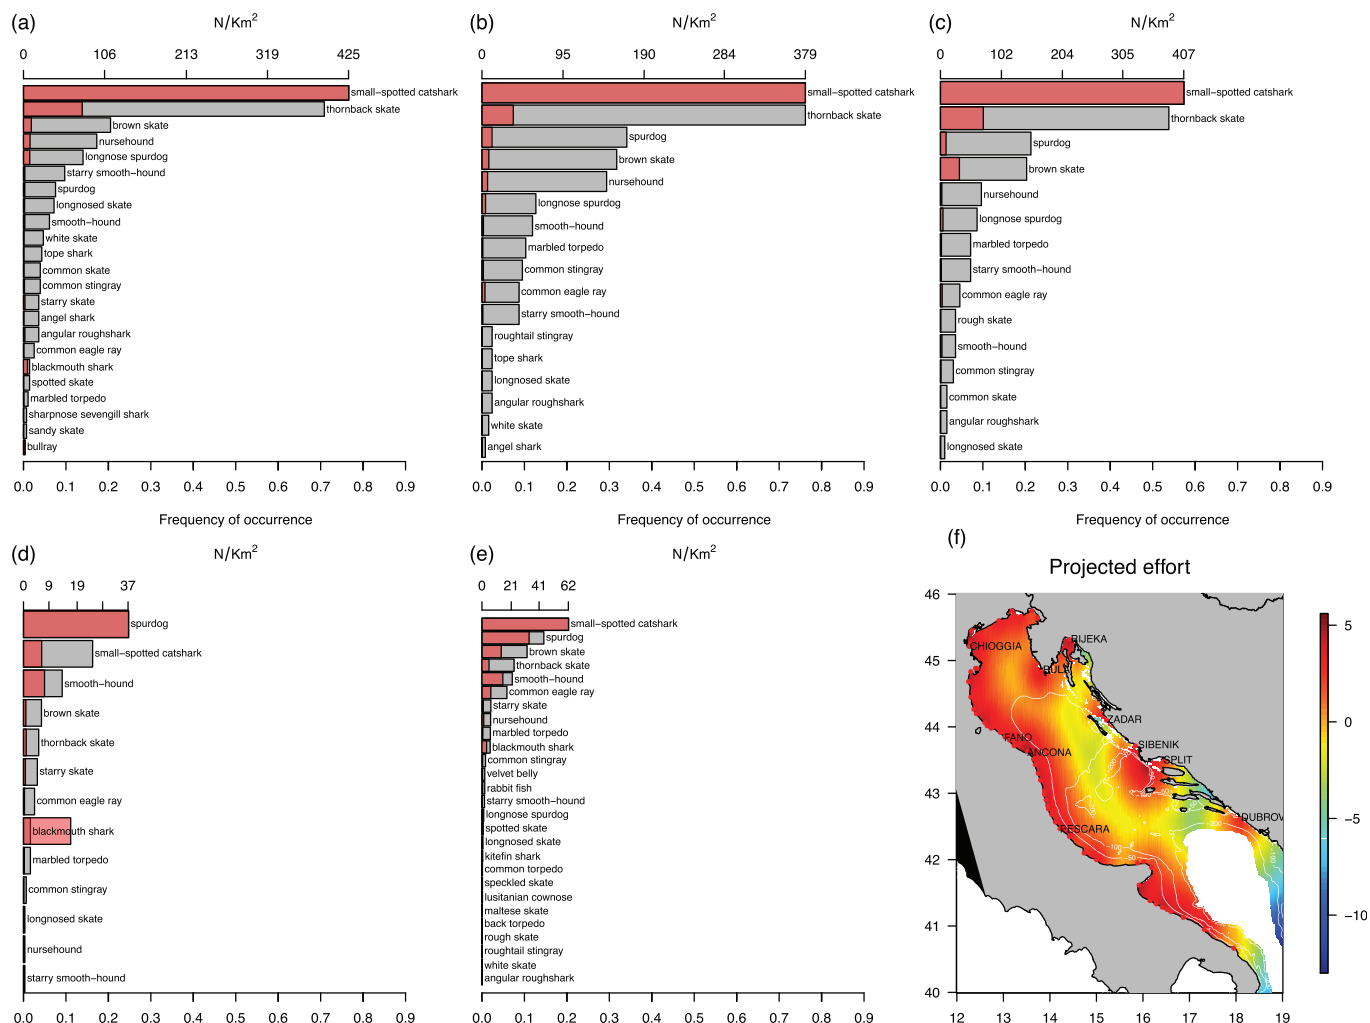 (a)
N/Km2
0 106 213 319 425
small-spotted catshark
thornback skate
brown skate
nursehound
longnose spurdog
starry smooth-hound
spurdog
longnosed skate
smooth-hound
white skate
tope shark
common skate
common stingray
starry skate
angel shark
angular roughshark
common eagle ray
blackmouth shark
spotted skate
marbled torpedo
sharpnose sevengill shark
sandy skate
bullray
0.0 0.1 0.2 0.3 0.4 0.5 0.6 0.7 0.8 0.9
Frequency of occurrence
(b)
N/Km2
0 95 190 284 379
small-spotted catshark
thornback skate
spurdog
brown skate
nursehound
longnose spurdog
smooth-hound
marbled torpedo
common stingray
common eagle ray
starry smooth-hound
roughtail stingray
tope shark
longnosed skate
angular roughshark
white skate
angel shark
0.0 0.1 0.2 0.3 0.4 0.5 0.6 0.7 0.8 0.9
Frequency of occurrence
(c)
N/Km2
0 102 204 305 407
small-spotted catshark
thornback skate
spurdog
brown skate
nursehound
longnose spurdog
marbled torpedo
starry smooth-hound
common eagle ray
rough skate
smooth-hound
common stingray
common skate
angular roughshark
longnosed skate
0.0 0.1 0.2 0.3 0.4 0.5 0.6 0.7 0.8 0.9
Frequency of occurrence
(d)
N/Km2
0 9 19 37
spurdog
small-spotted catshark
smooth-hound
brown skate
thornback skate
starry skate
common eagle ray
blackmouth shark
marbled torpedo
common stingray
longnosed skate
nursehound
starry smooth-hound
0.0 0.1 0.2 0.3 0.4 0.5 0.6 0.7 0.8 0.9
(e)
N/Km2
0 21 41 62
small-spotted catshark
spurdog
brown skate
thornback skate
smooth-hound
common eagle ray
starry skate
nursehound
marbled torpedo
blackmouth shark
common stingray
velvet belly
rabbit fish
starry smooth-hound
longnose spurdog
spotted skate
longnosed skate
kitefin shark
common torpedo
speckled skate
lusitanian cownose
maltese skate
back torpedo
rough skate
roughtail stingray
white skate
angular roughshark
0.0 0.1 0.2 0.3 0.4 0.5 0.6 0.7 0.8 0.9
(f)
Projected effort
46
45
44
43
42
41
40
RIJEKA
CHIOGGIA
PULA
ZADAR
FANO
SIBENIK
ANCONA
SPLIT
PESCARA
DUBROV
-200
-100
-50
12 13 14 15 16 17 18 19
5
0
-5
-10